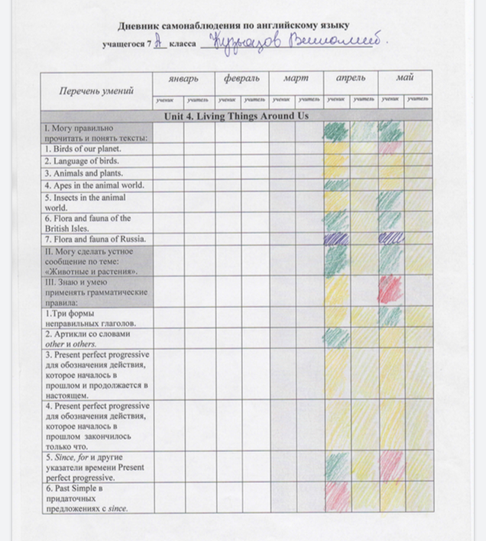 Дневник самонаблюдения по английскому языку
учащегося 7 А класса
Перечень умений
январь февраль март апрель май
ученик учитель ученик учитель ученик учитель ученик учитель ученик учитель
Unit 4. Living Things Around Us
I. Могу правильно
прочитать и понять тексты:
1. Birds of our planet.
2. Language of birds.
3. Animals and plants.
4. Apes in the animal world.
5. Insects in the animal
world.
6. Flora and fauna of the
British Isles.
7. Flora and fauna of Russia.
II. Могу сделать устное
сообщение по теме:
«Животные и растения».
III. Знаю и умею
применять грамматические
правила:
1.Три формы
неправильных глаголов.
2. Артикли со словами
other и others.
3. Present perfect progressive
для обозначения действия,
которое началось в
прошлом и продолжается в
настоящем.
4. Present perfect progressive
для обозначения действия,
которое началось в
прошлом закончилось
только что.
5. Since, for и другие
указатели времени Present
perfect progressive.
6. Past Simple в
придаточных
предложениях с since.